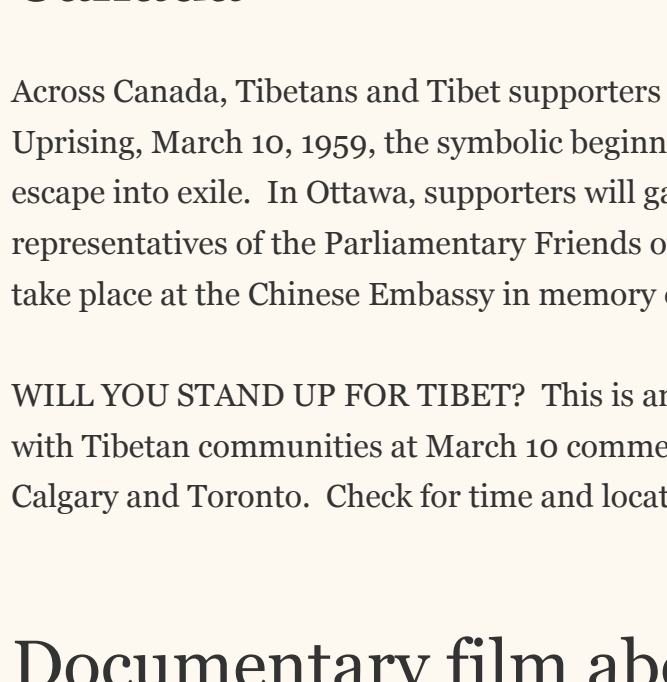 Across Canada, Tibetans and Tibet supporters
Uprising, March 10, 1959, the symbolic beginn
escape into exile.  In Ottawa, supporters will ga
representatives of the Parliamentary Friends o
take place at the Chinese Embassy in memory
WILL YOU STAND UP FOR TIBET?  This is an
with Tibetan communities at March 10 comme
Calgary and Toronto.  Check for time and locat
Documentary film abo